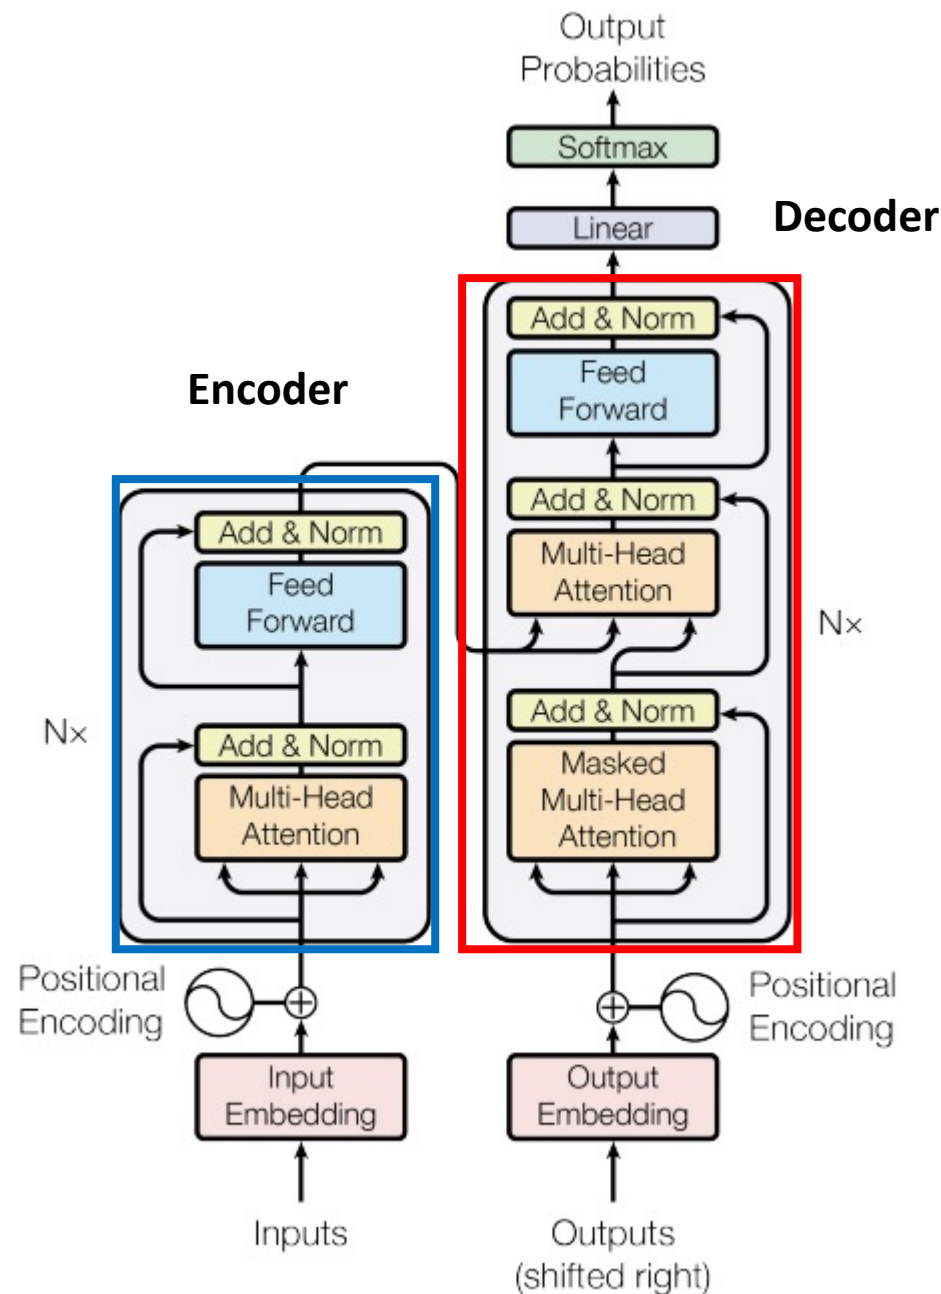 Output
Probabilities
Softmax
Linear
Decoder
Add & Norm
Feed
Forward
Add & Norm
Multi-Head
Attention
Nx
Add & Norm
Masked
Multi-Head
Attention
Encoder
Add & Norm
Feed
Forward
Nx
Add & Norm
Multi-Head
Attention
Positional
Encoding
Positional
Encoding
Input
Embedding
Output
Embedding
Inputs
Outputs
(shifted right)